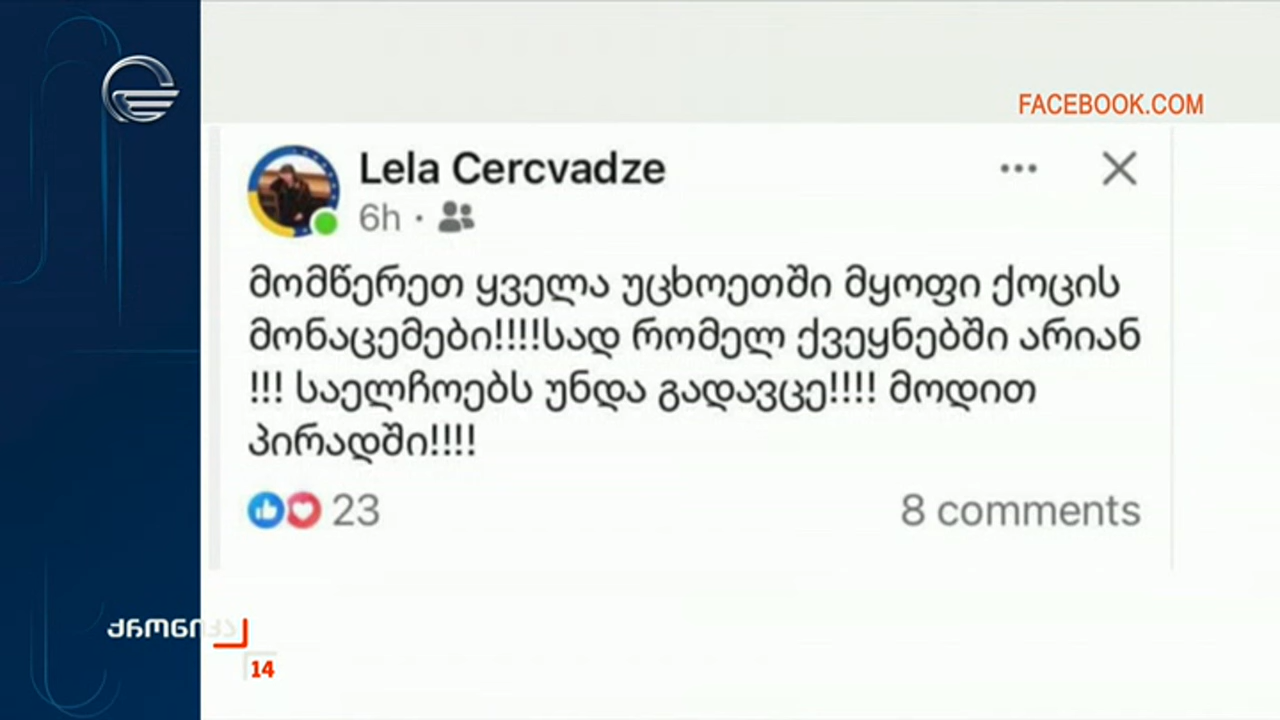 FACEBOOK.COM
Lela Cercvadze
6h ·
მომწერეთ ყველა უცხოეთში მყოფი ქოცის
მონაცემები!!!!სად რომელ ქვეყნებში არიან
!!! საელჩოებს უნდა გადავცე!!!! მოდით
პირადში!!!!
23
8 comments
ქრონიკა
14